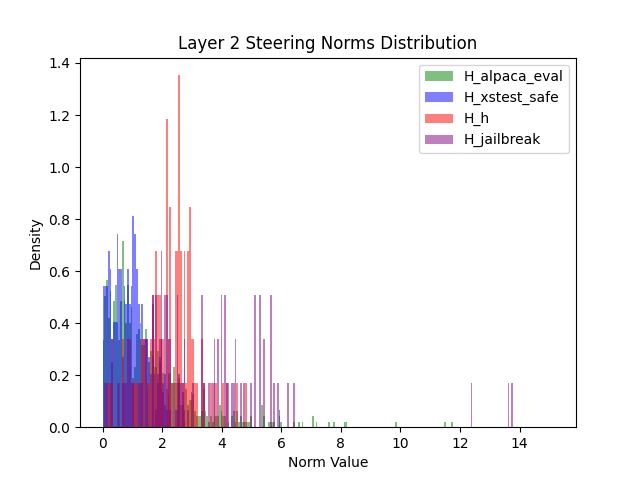 Layer 2 Steering Norms Distribution
H_alpaca_eval
H_xstest_safe
H_h
H_jailbreak
1.4
1.2
1.0
0.8
0.6
0.4
0.2
0.0
Density
0 2 4 6 8 10 12 14
Norm Value